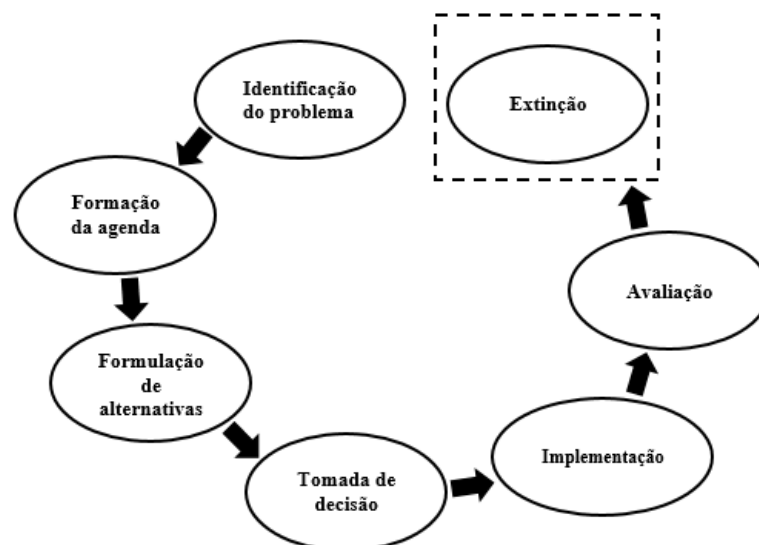 Identificação
do problema
Extinção
Formação
da agenda
Avaliação
Formulação
de
alternativas
Implementação
Tomada de
decisão